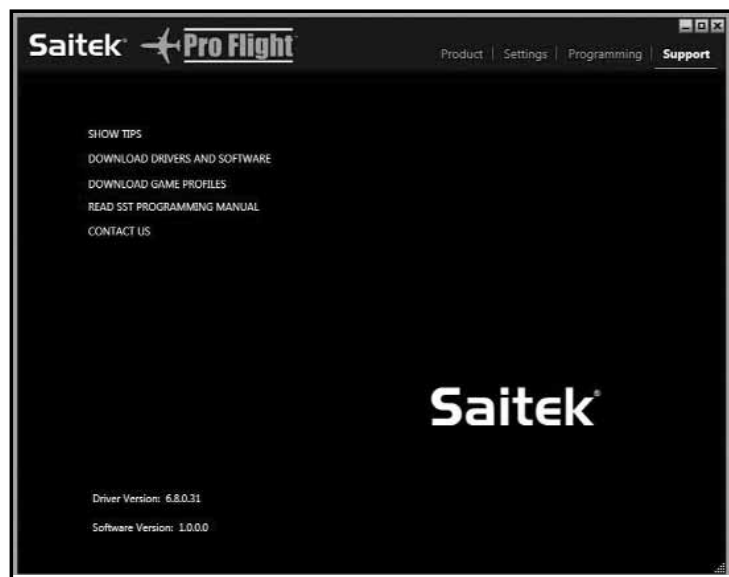 Saitek® Pro Flight™
Product | Settings | Programming | Support
SHOW TIPS
DOWNLOAD DRIVERS AND SOFTWARE
DOWNLOAD GAME PROFILES
READ SST PROGRAMMING MANUAL
CONTACT US
Saitek®
Driver Version: 6.8.0.31
Software Version: 1.0.0.0